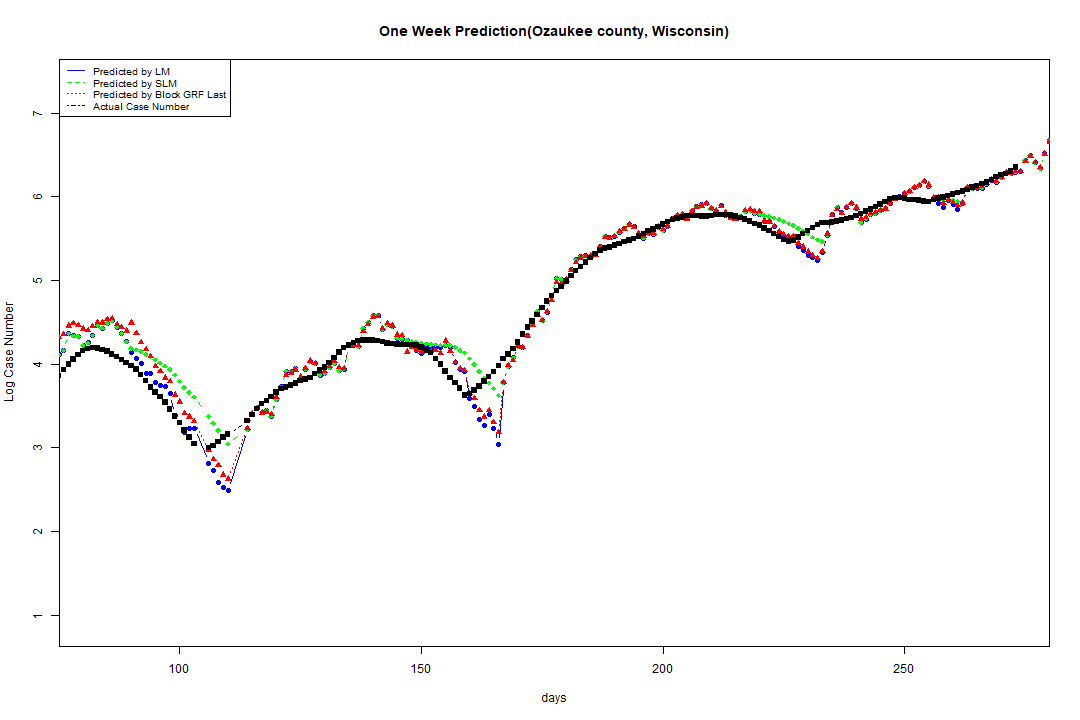 One Week Prediction(Ozaukee county, Wisconsin)
Predicted by LM
Predicted by SLM
Predicted by Block GRF Last
Actual Case Number
Log Case Number
7
6
5
4
3
2
1
100 150 200 250
days